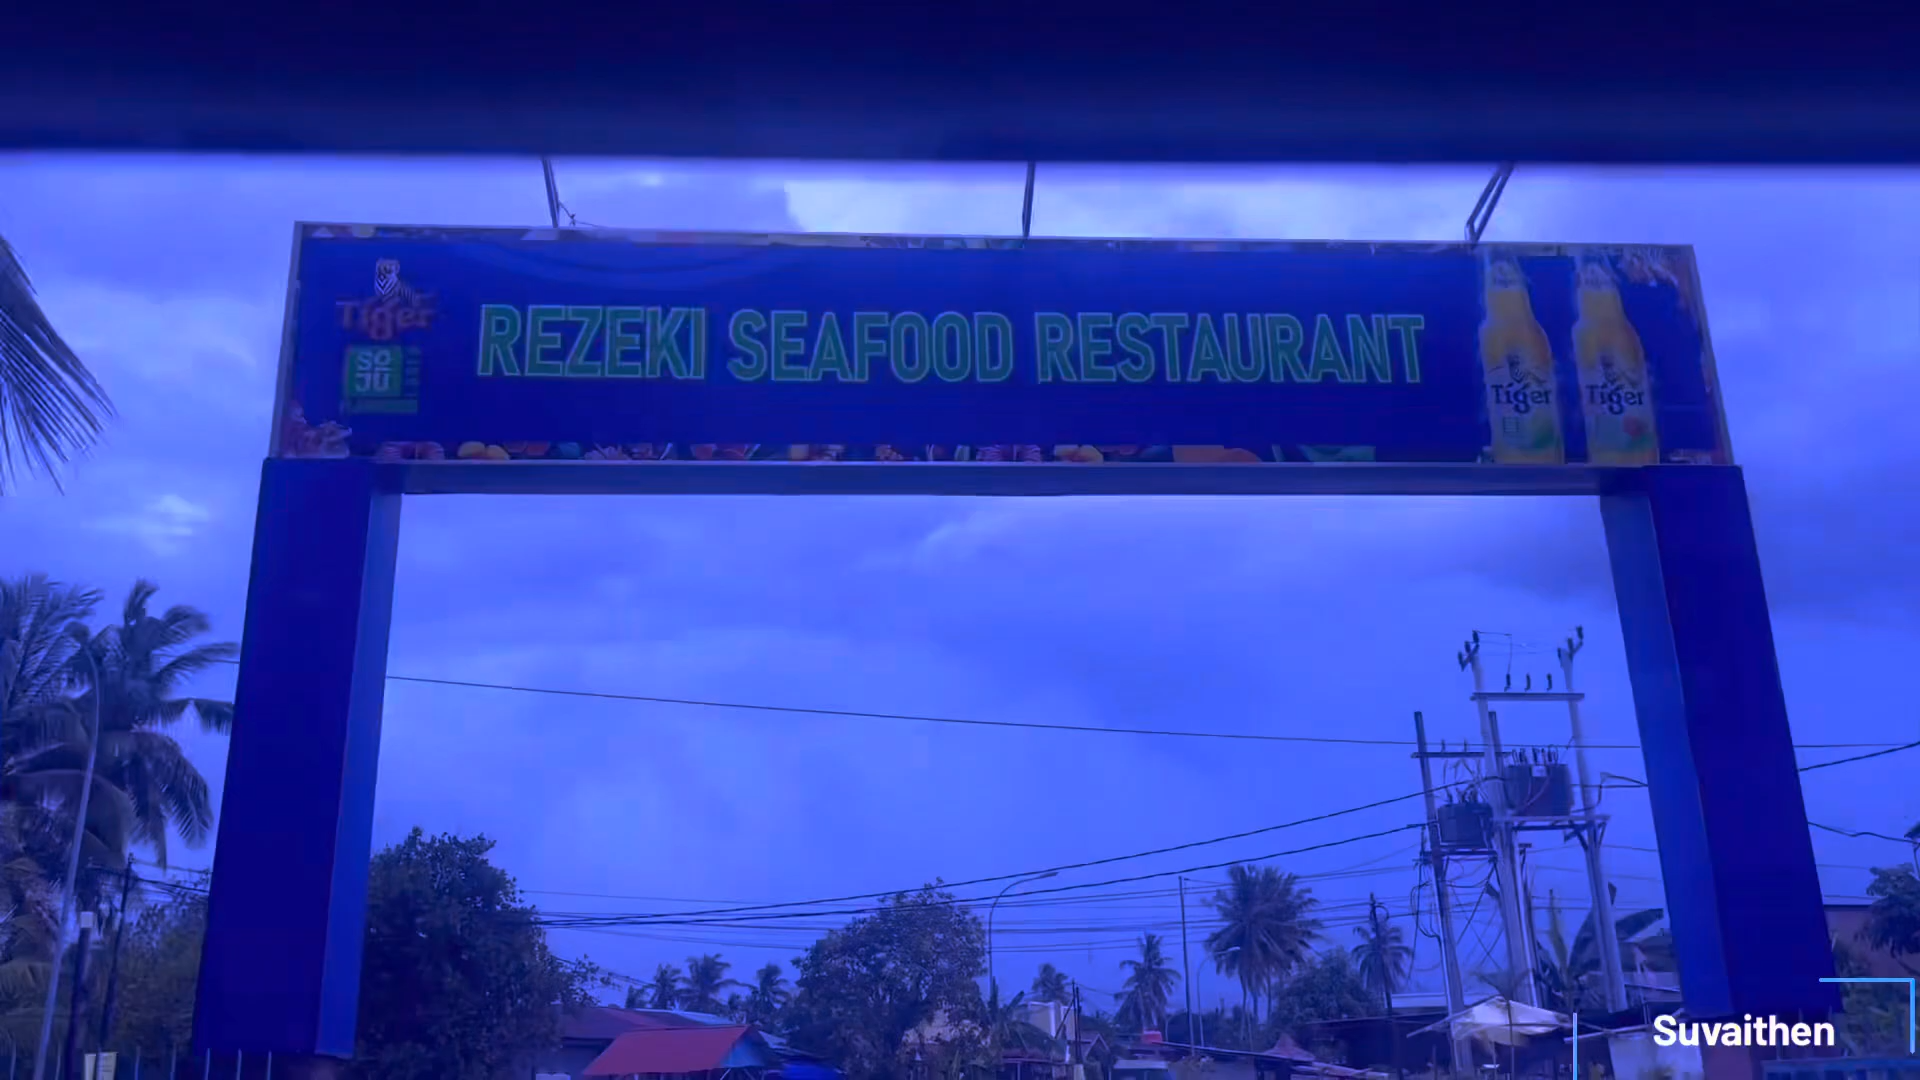 Tiger
SO
JU
REZEKI SEAFOOD RESTAURANT
Tiger
Tiger
Suvaithen